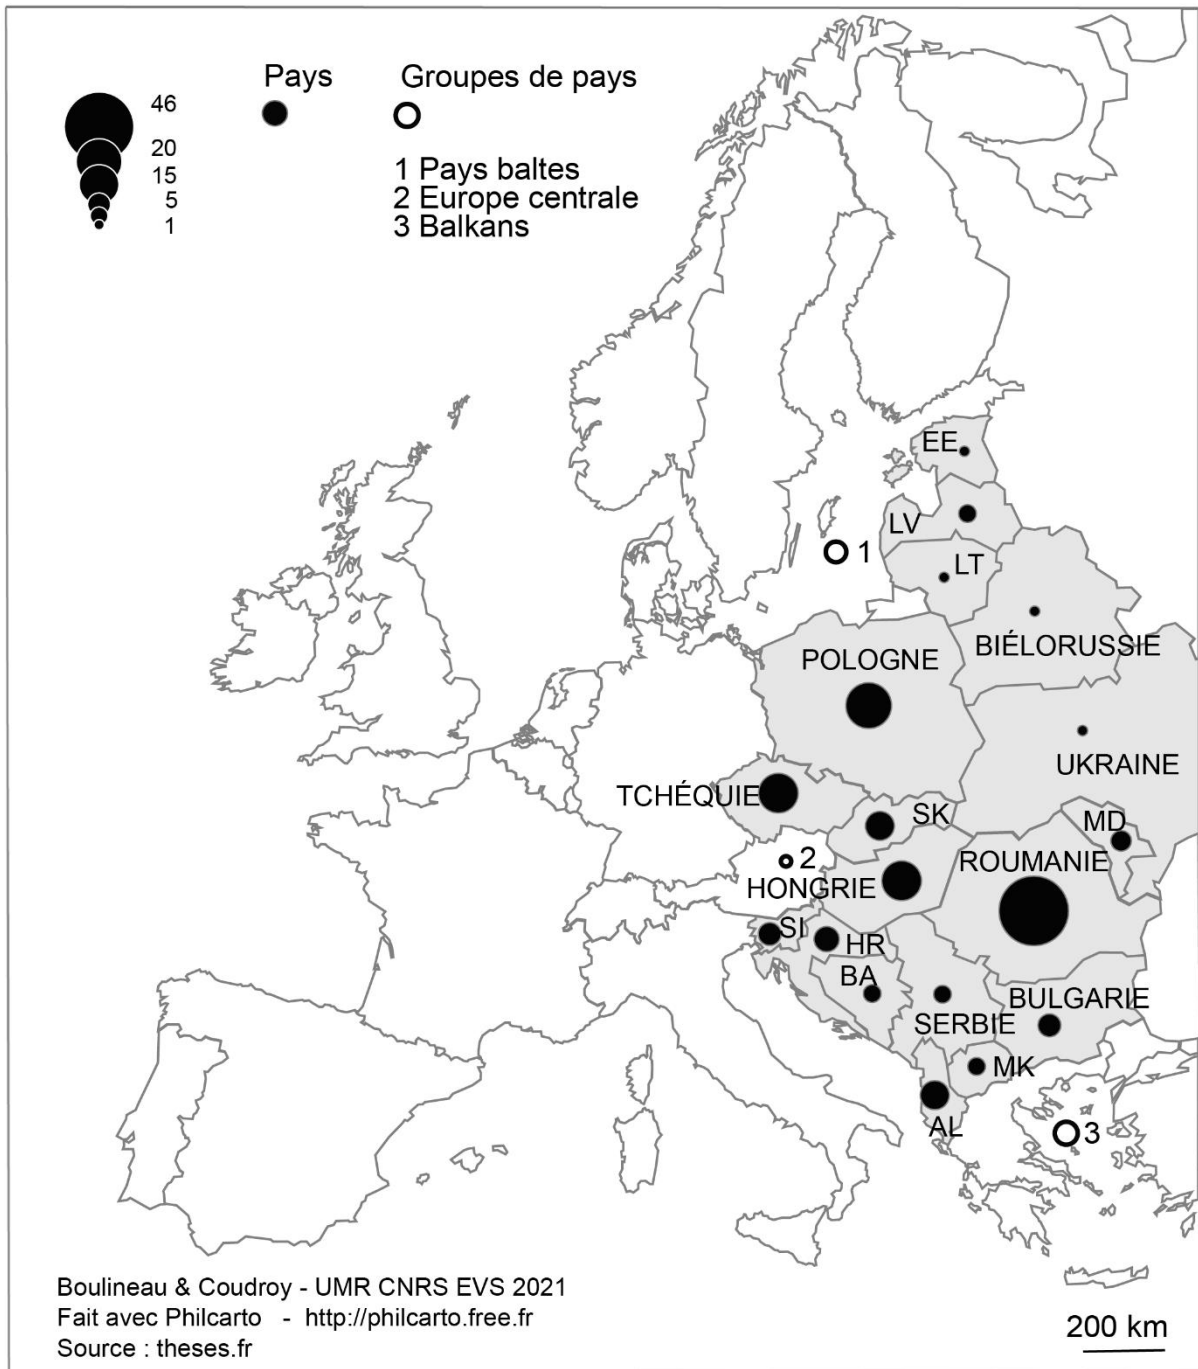 Pays
Groupes de pays
46
20
15
5
1
1 Pays baltes
2 Europe centrale
3 Balkans
EE
LV
1
LT
BIÉLORUSSIE
POLOGNE
UKRAINE
TCHÉQUIE
SK
MD
2
ROUMANIE
HONGRIE
SI
HR
BA
BULGARIE
SERBIE
MK
AL
3
Boulineau & Coudroy - UMR CNRS EVS 2021
Fait avec Philcarto - http://philcarto.free.fr
Source : theses.fr
200 km